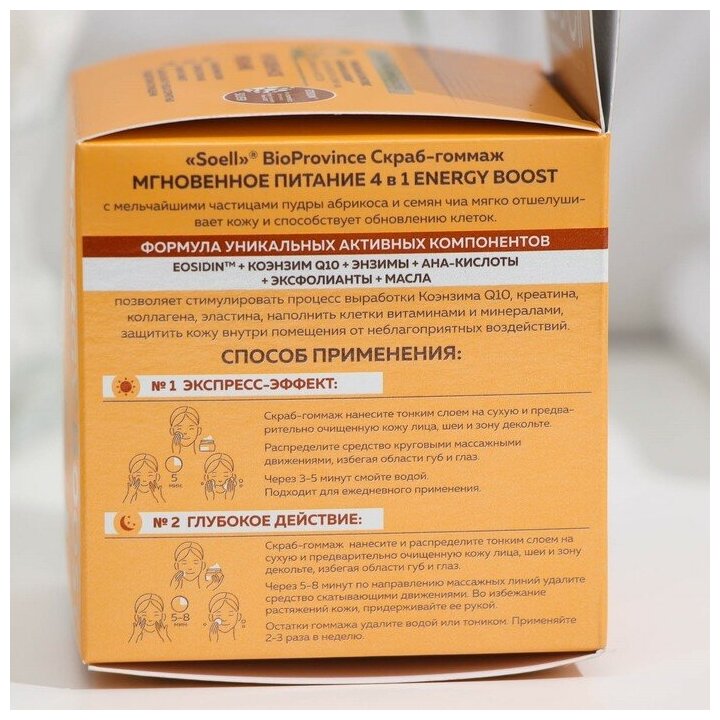 «Soell»® BioProvince Скраб-гоммаж
МГНОВЕННОЕ ПИТАНИЕ 4 в 1 ENERGY BOOST
с мельчайшими частицами пудры абрикоса и семян чиа мягко отшелуши-
вает кожу и способствует обновлению клеток.
ФОРМУЛА УНИКАЛЬНЫХ АКТИВНЫХ КОМПОНЕНТОВ
EOSIDIN™ + КОЭНЗИМ Q10 + ЭНЗИМЫ + АНА-КИСЛОТЫ
+ ЭКСФОЛИАНТЫ + МАСЛА
позволяет стимулировать процесс выработки Коэнзима Q10, креатина,
коллагена, эластина, наполнить клетки витаминами и минералами,
защитить кожу внутри помещения от неблагоприятных воздействий.
СПОСОБ ПРИМЕНЕНИЯ:
№ 1 ЭКСПРЕСС-ЭФФЕКТ:
Скраб-гоммаж нанесите тонким слоем на сухую и предва-
рительно очищенную кожу лица, шеи и зону декольте.
Распределите средство круговыми массажными
движениями, избегая области губ и глаз.
Через 3-5 минут смойте водой.
Подходит для ежедневного применения.
5
мин
№ 2 ГЛУБОКОЕ ДЕЙСТВИЕ:
Скраб-гоммаж нанесите и распределите тонким слоем на
сухую и предварительно очищенную кожу лица, шеи и зону
декольте, избегая области губ и глаз.
Через 5-8 минут по направлению массажных линий удалите
средство скатывающими движениями. Во избежание
растяжений кожи, придерживайте ее рукой.
Остатки гоммажа удалите водой или тоником. Применяйте
2-3 раза в неделю.
5-8
мин